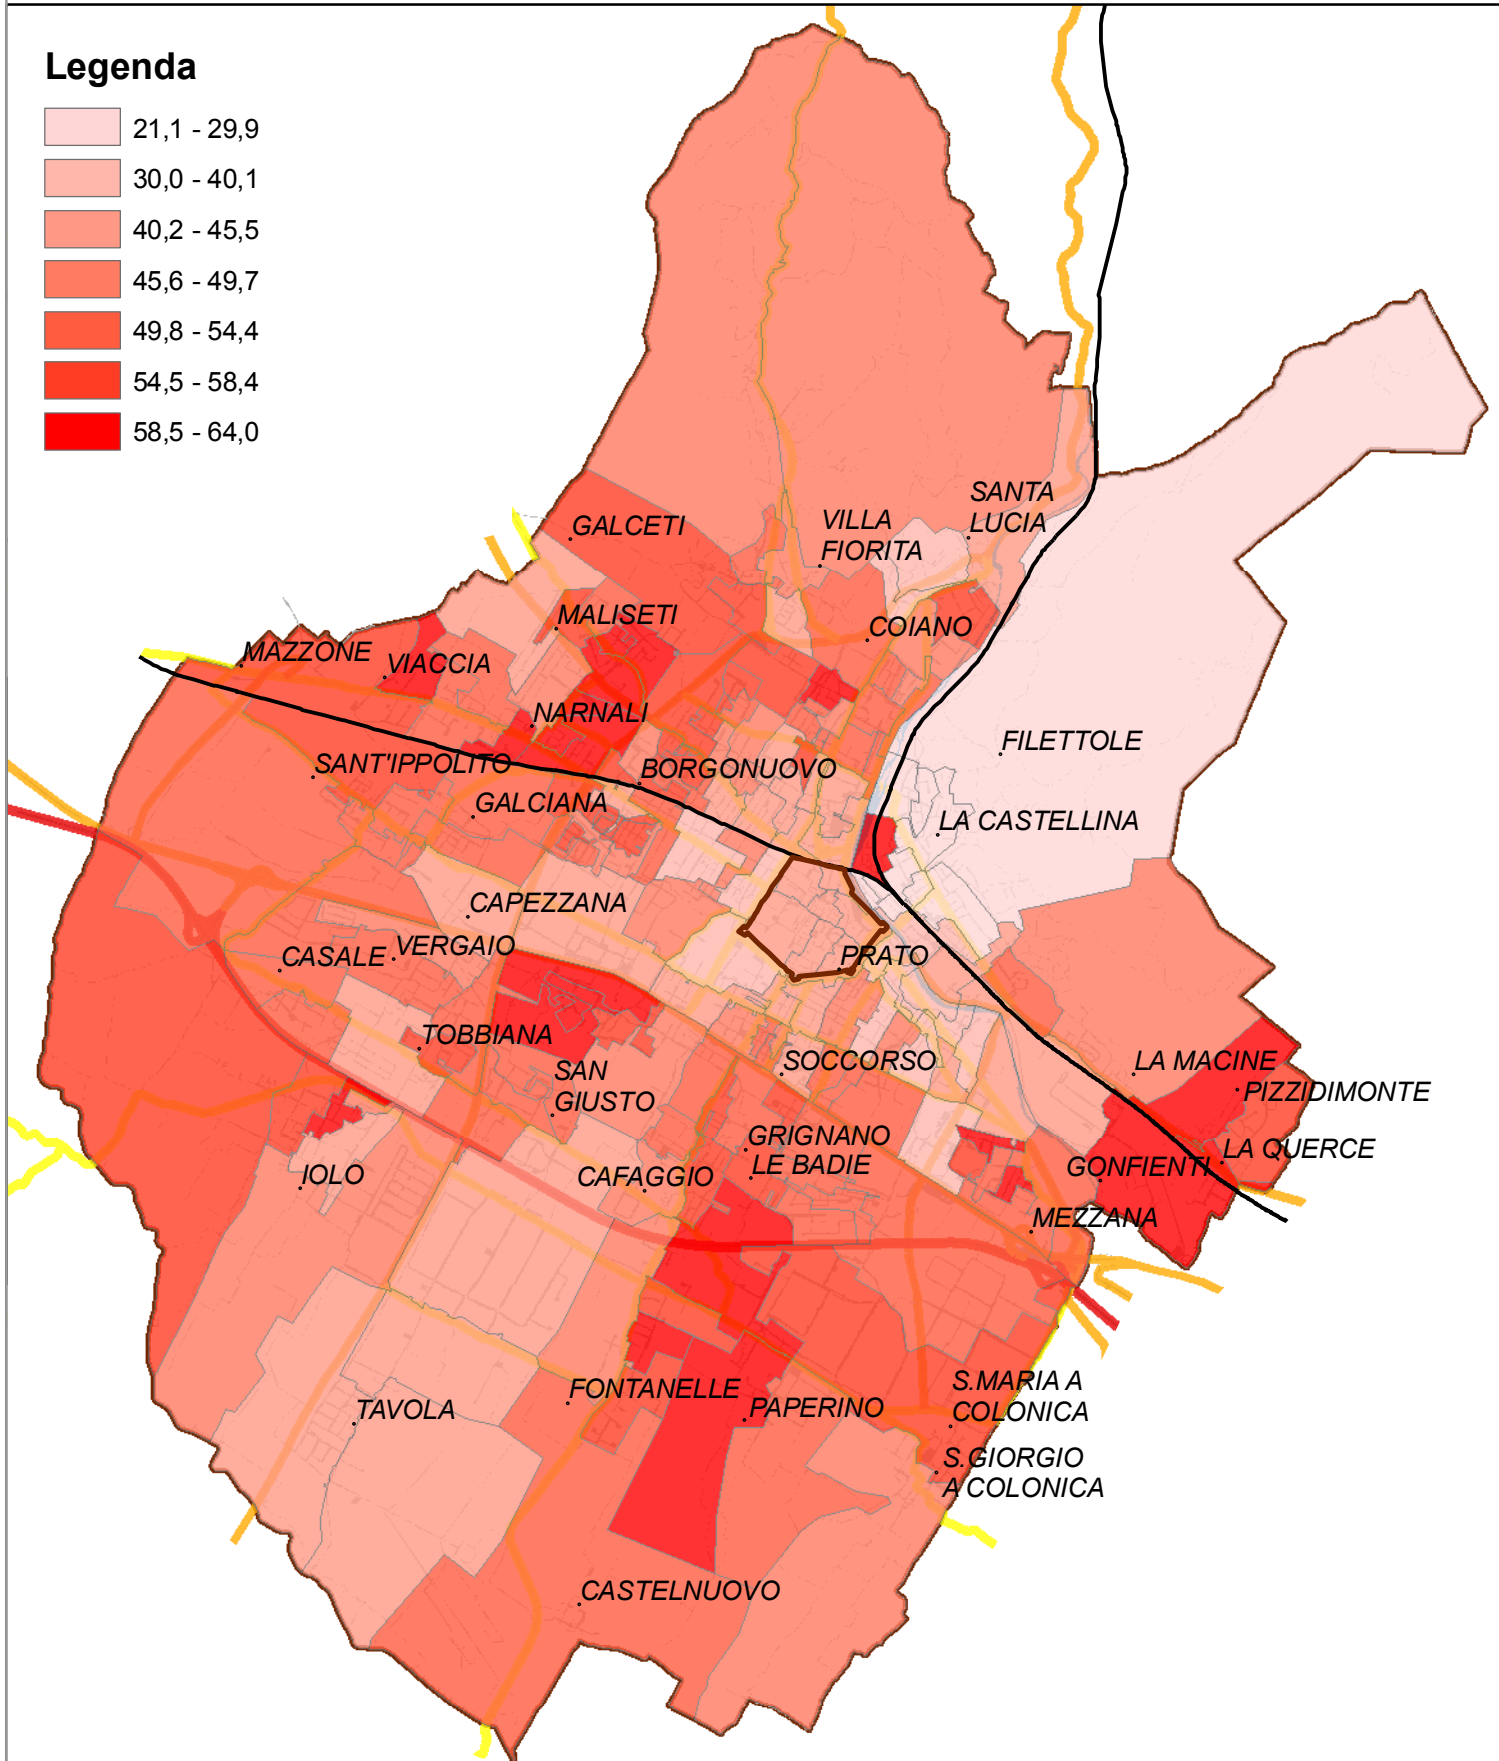 Legenda
21,1 - 29,9
30,0 - 40,1
40,2 - 45,5
45,6 - 49,7
49,8 - 54,4
54,5 - 58,4
58,5 - 64,0
SANTA
LUCIA
VILLA
FIORITA
GALCETI
MALISETI
COIANO
MAZZONE
VIACCIA
NARNALI
FILETTOLE
SANT'IPPOLITO
BORGONUOVO
GALCIANA
LA CASTELLINA
CAPEZZANA
VERGAIO
CASALE
PRATO
TOBBIANA
SOCCORSO
LA MACINE
SAN
GIUSTO
PIZZIDIMONTE
GRIGNANO
LE BADIE
LA QUERCE
GONFIENTI
IOLO
CAFAGGIO
MEZZANA
FONTANELLE
S.MARIA A
COLONICA
TAVOLA
PAPERINO
S.GIORGIO
A COLONICA
CASTELNUOVO